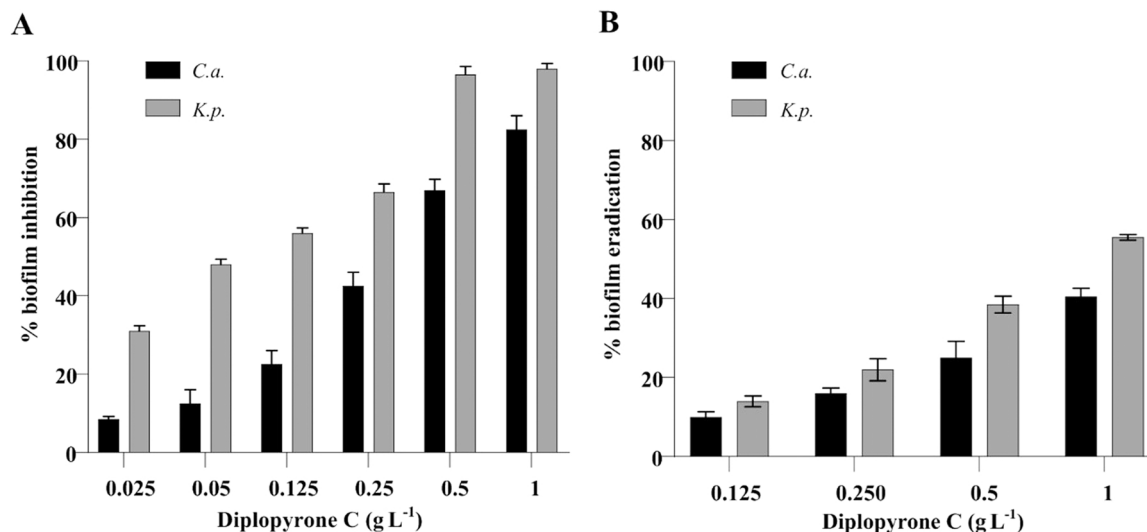 A
% biofilm inhibition
100
80
60
40
20
0
C.a.
K.p.
0.025 0.05 0.125 0.25 0.5 1
Diplopyrone C (g L-1)
B
% biofilm eradication
100
80
60
40
20
0
C.a.
K.p.
0.125 0.250 0.5 1
Diplopyrone C (g L-1)